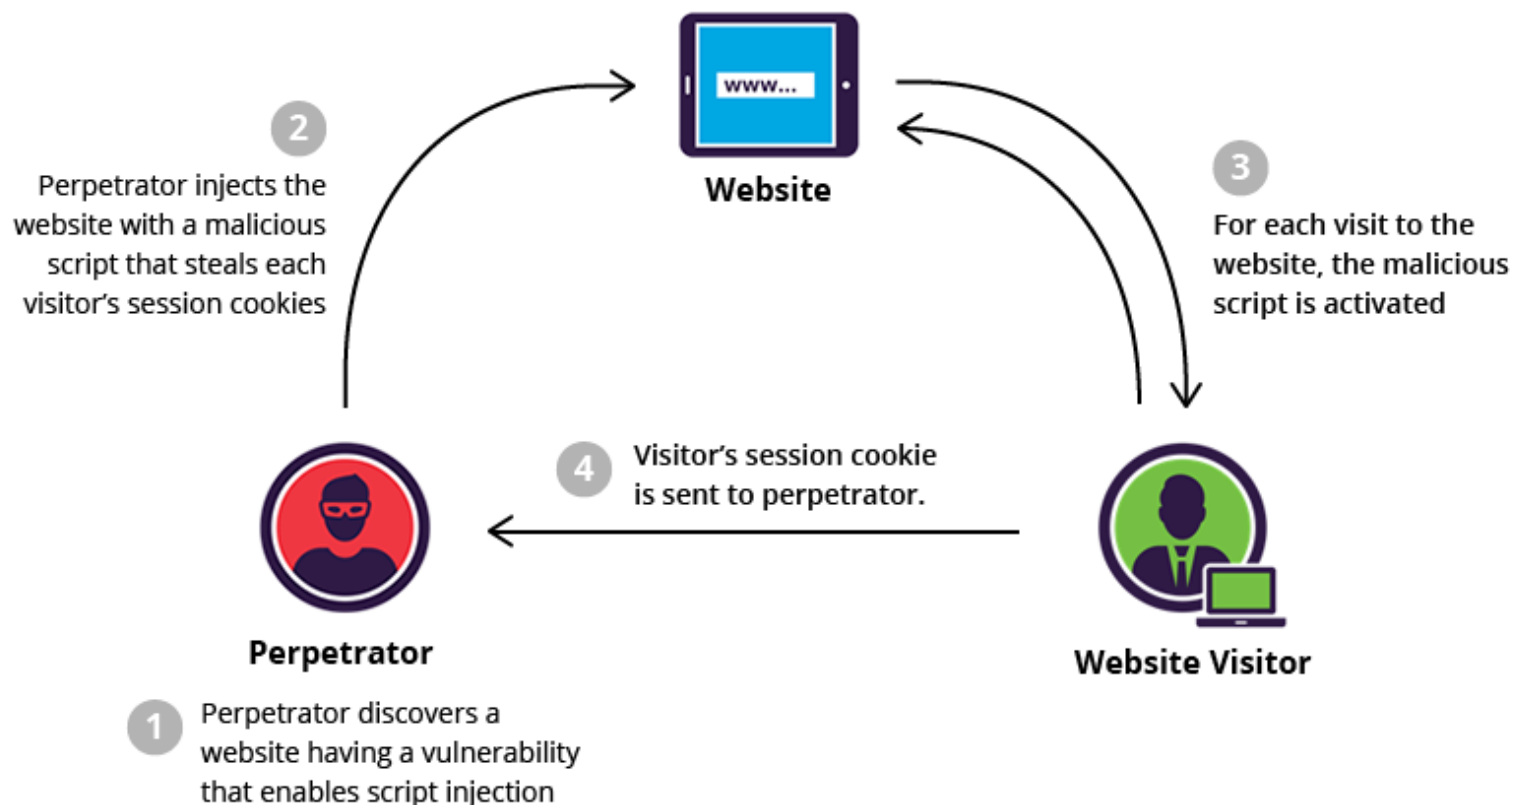 www...
Website
2
Perpetrator injects the
website with a malicious
script that steals each
visitor's session cookies
3
For each visit to the
website, the malicious
script is activated
4
Visitor's session cookie
is sent to perpetrator.
Perpetrator
Website Visitor
1
Perpetrator discovers a
website having a vulnerability
that enables script injection